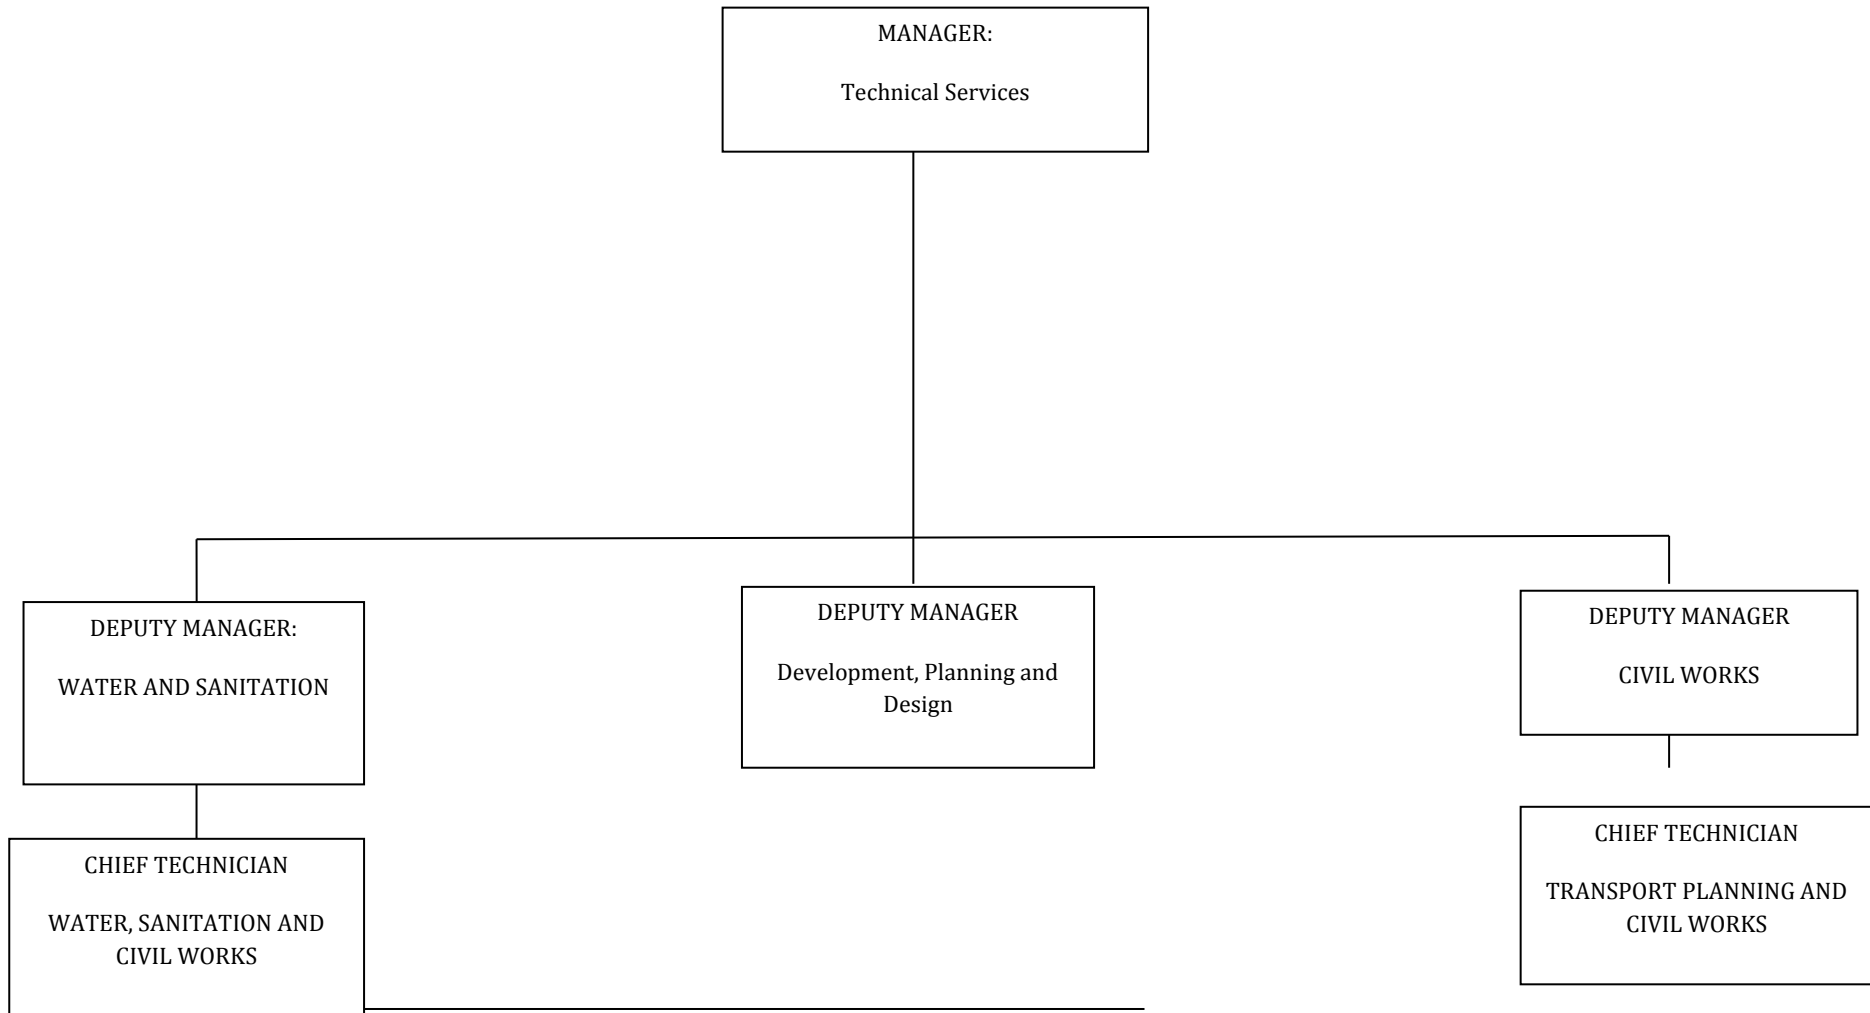 MANAGER:
Technical Services
DEPUTY MANAGER:
WATER AND SANITATION
DEPUTY MANAGER
Development, Planning and
Design
DEPUTY MANAGER
CIVIL WORKS
CHIEF TECHNICIAN
WATER, SANITATION AND
CIVIL WORKS
CHIEF TECHNICIAN
TRANSPORT PLANNING AND
CIVIL WORKS